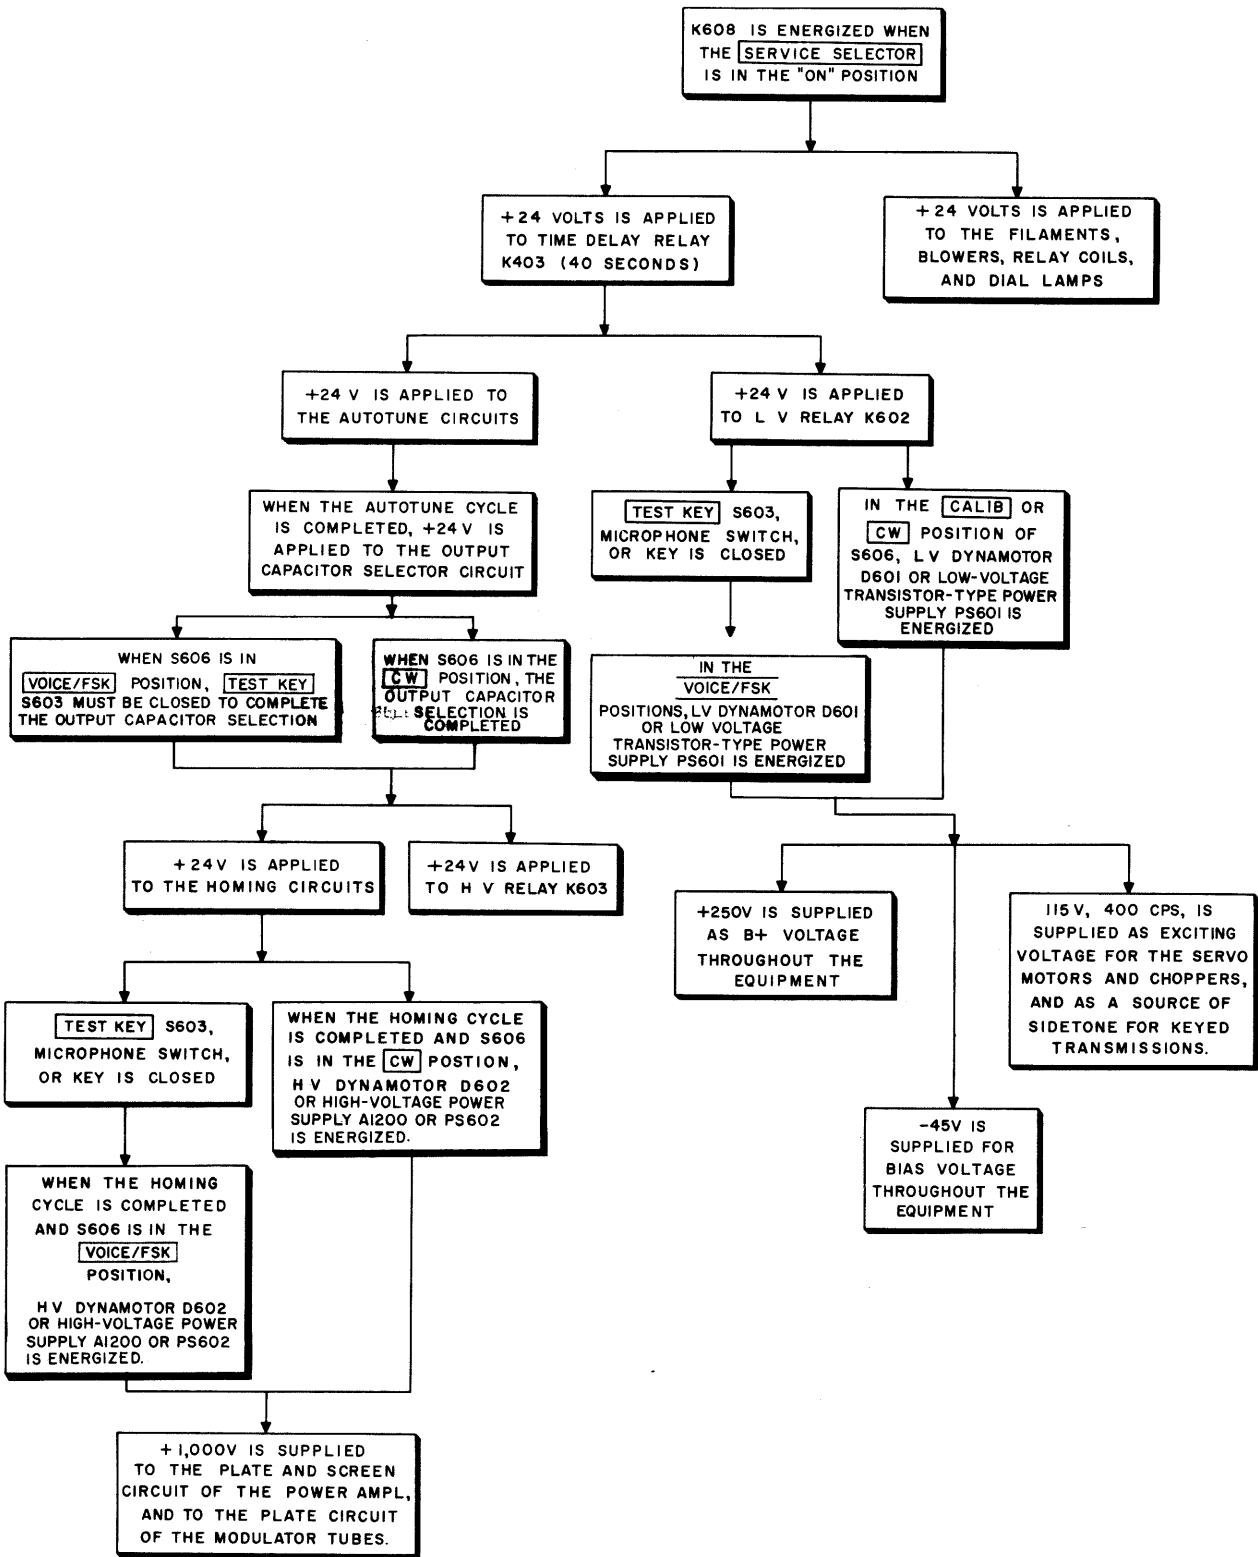 K608 IS ENERGIZED WHEN
THE SERVICE SELECTOR
IS IN THE "ON" POSITION
+24 VOLTS IS APPLIED
TO TIME DELAY RELAY
K403 (40 SECONDS)
+24 VOLTS IS APPLIED
TO THE FILAMENTS,
BLOWERS, RELAY COILS,
AND DIAL LAMPS
+24 V IS APPLIED TO
THE AUTOTUNE CIRCUITS
+24 V IS APPLIED
TO L V RELAY K602
WHEN THE AUTOTUNE CYCLE
IS COMPLETED, +24V IS
APPLIED TO THE OUTPUT
CAPACITOR SELECTOR CIRCUIT
TEST KEY S603,
MICROPHONE SWITCH,
OR KEY IS CLOSED
IN THE CALIB OR
CW POSITION OF
S606, LV DYNAMOTOR
D601 OR LOW-VOLTAGE
TRANSISTOR-TYPE POWER
SUPPLY PS601 IS
ENERGIZED
WHEN S606 IS IN
VOICE/FSK POSITION, TEST KEY
S603 MUST BE CLOSED TO COMPLETE
THE OUTPUT CAPACITOR SELECTION
WHEN S606 IS IN THE
CW POSITION, THE
OUTPUT CAPACITOR
SELECTION IS
COMPLETED
IN THE
VOICE/FSK
POSITIONS, LV DYNAMOTOR D601
OR LOW VOLTAGE
TRANSISTOR-TYPE POWER
SUPPLY PS601 IS ENERGIZED
+24V IS APPLIED
TO THE HOMING CIRCUITS
+24V IS APPLIED
TO H V RELAY K603
+250V IS SUPPLIED
AS B+ VOLTAGE
THROUGHOUT THE
EQUIPMENT
115V, 400 CPS, IS
SUPPLIED AS EXCITING
VOLTAGE FOR THE SERVO
MOTORS AND CHOPPERS,
AND AS A SOURCE OF
SIDETONE FOR KEYED
TRANSMISSIONS.
TEST KEY S603,
MICROPHONE SWITCH,
OR KEY IS CLOSED
WHEN THE HOMING CYCLE
IS COMPLETED AND S606
IS IN THE CW POSTION,
H V DYNAMOTOR D602
OR HIGH-VOLTAGE POWER
SUPPLY A1200 OR PS602
IS ENERGIZED.
-45V IS
SUPPLIED FOR
BIAS VOLTAGE
THROUGHOUT THE
EQUIPMENT
WHEN THE HOMING
CYCLE IS COMPLETED
AND S606 IS IN THE
VOICE/FSK
POSITION,
H V DYNAMOTOR D602
OR HIGH-VOLTAGE POWER
SUPPLY A1200 OR PS602
IS ENERGIZED.
+1,000V IS SUPPLIED
TO THE PLATE AND SCREEN
CIRCUIT OF THE POWER AMPL,
AND TO THE PLATE CIRCUIT
OF THE MODULATOR TUBES.